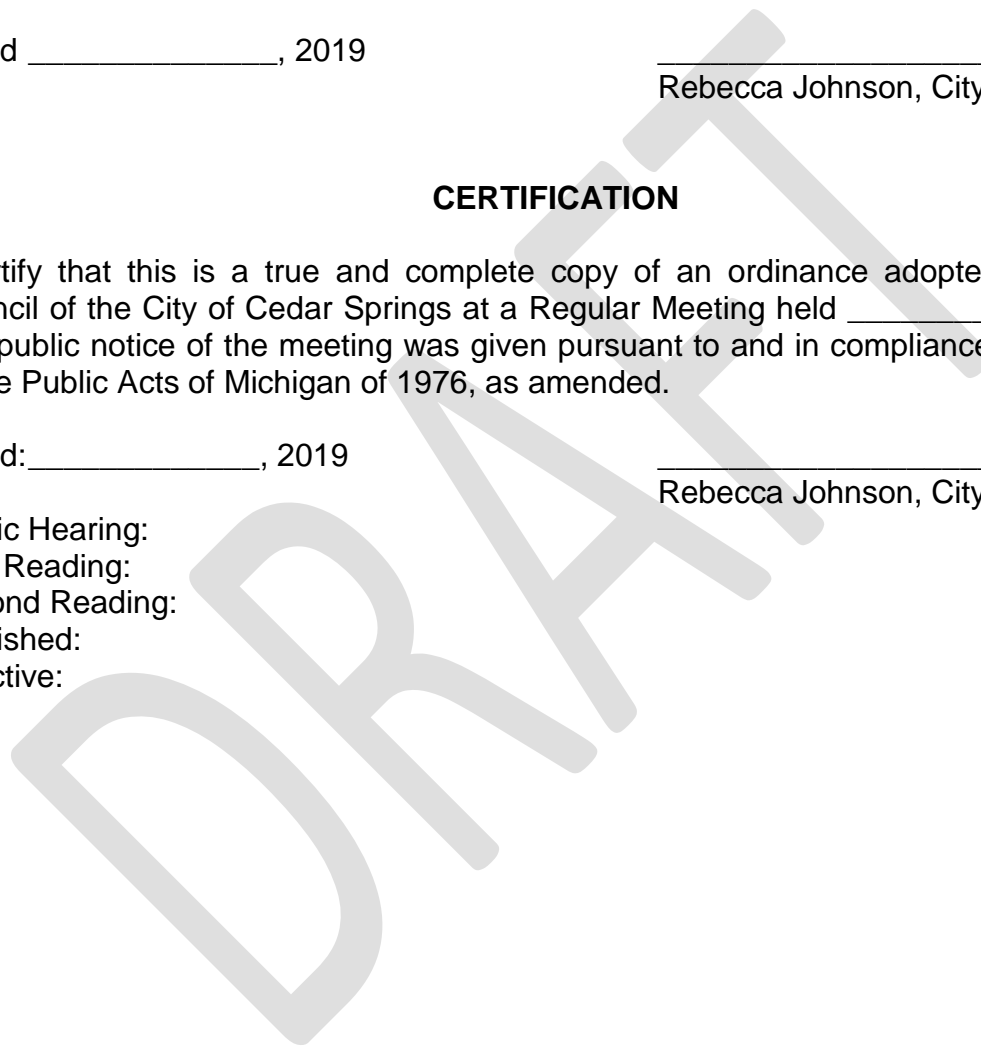 d ______________, 2019 __________________
Rebecca Johnson, City
CERTIFICATION
tify that this is a true and complete copy of an ordinance adopte
ncil of the City of Cedar Springs at a Regular Meeting held ________
public notice of the meeting was given pursuant to and in compliance
e Public Acts of Michigan of 1976, as amended.
d:_____________, 2019 __________________
Rebecca Johnson, City
ic Hearing:
Reading:
ond Reading:
ished:
ctive:
DRAFT